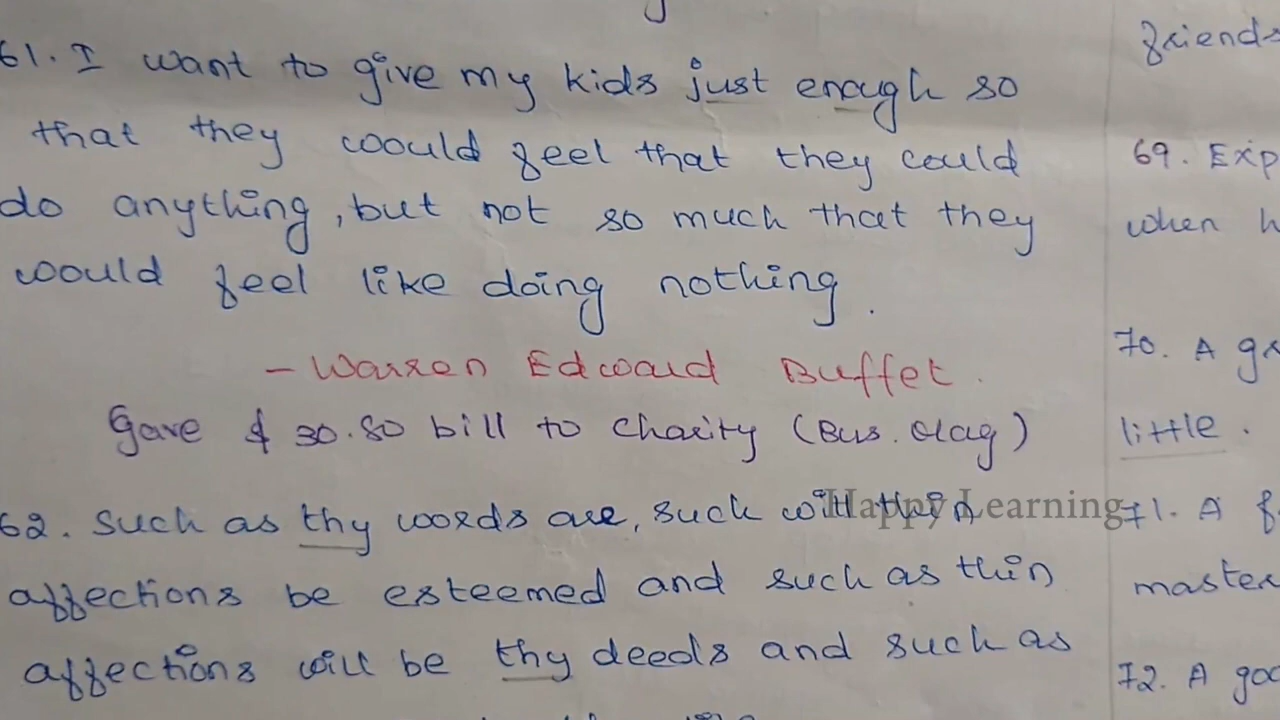 61. I want to give my kids just enough so
that they would feel that they could
do anything, but not so much that they
would feel like doing nothing.
- Warren Edward Buffet.
Gave $ 30.80 bill to charity (Bus. Mag)
62. Such as thy words are, such will thin
affections be esteemed and such as thin
affections will be thy deeds and such as
friends
69. Exp
when h
70. A gr
little.
71. A f
master
72. A goo
Happy Learning